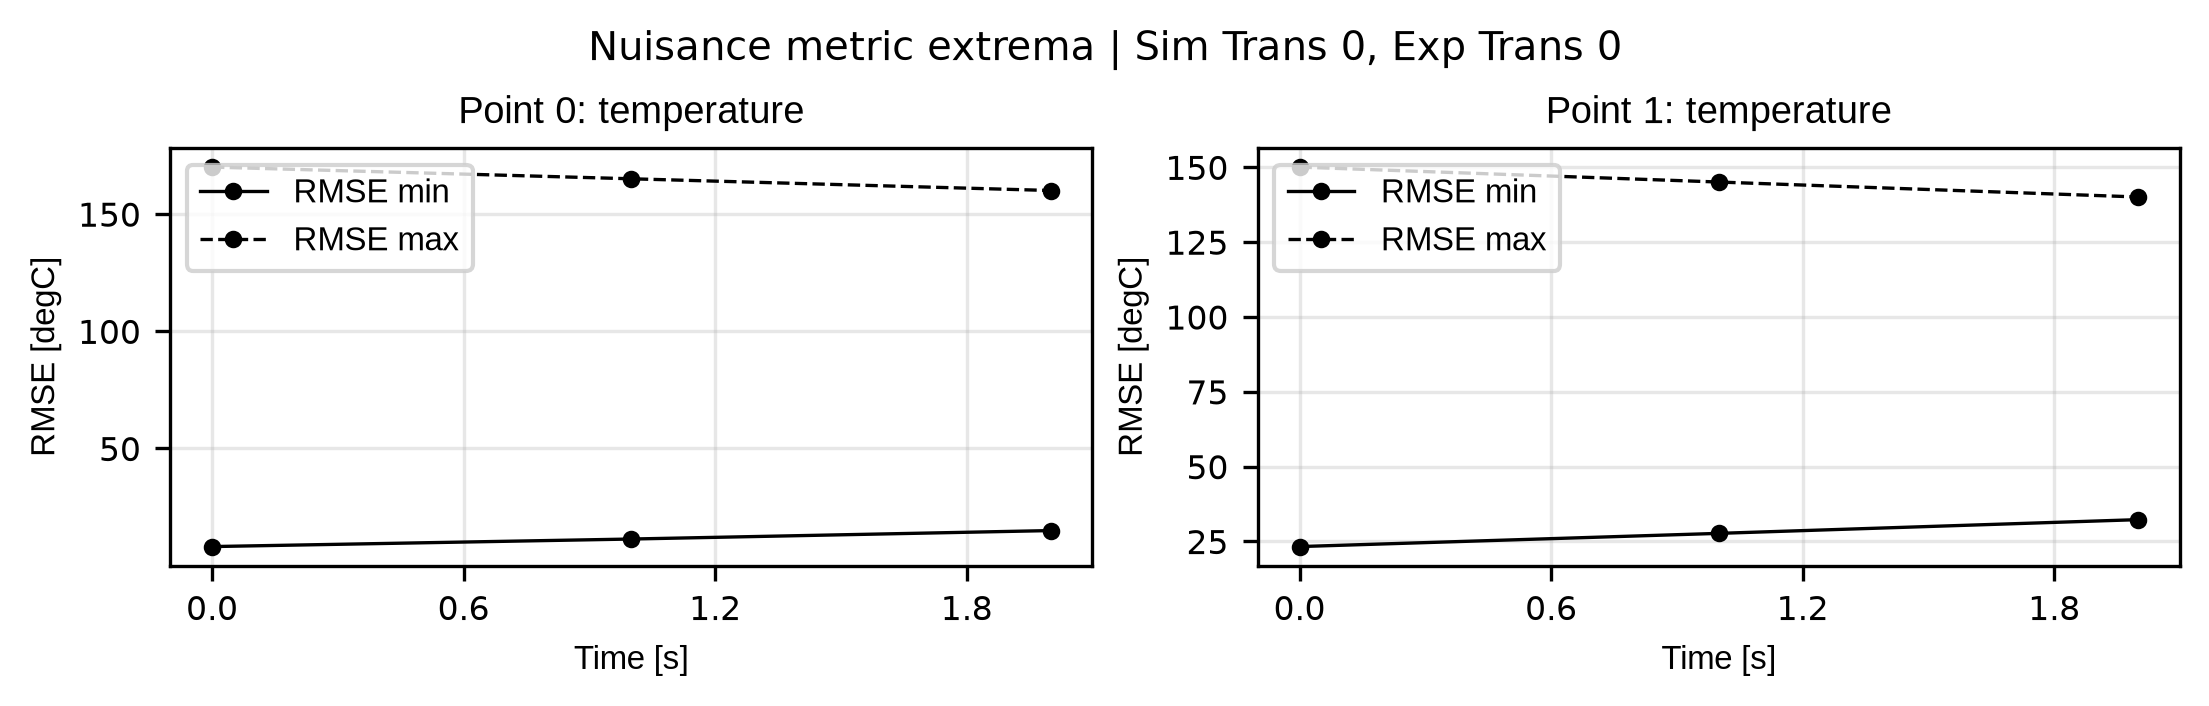 Nuisance metric extrema | Sim Trans 0, Exp Trans 0
Point 0: temperature
RMSE [degC]
150
100
50
RMSE min
RMSE max
0.0 0.6 1.2 1.8
Time [s]
Point 1: temperature
RMSE [degC]
150
125
100
75
50
25
RMSE min
RMSE max
0.0 0.6 1.2 1.8
Time [s]